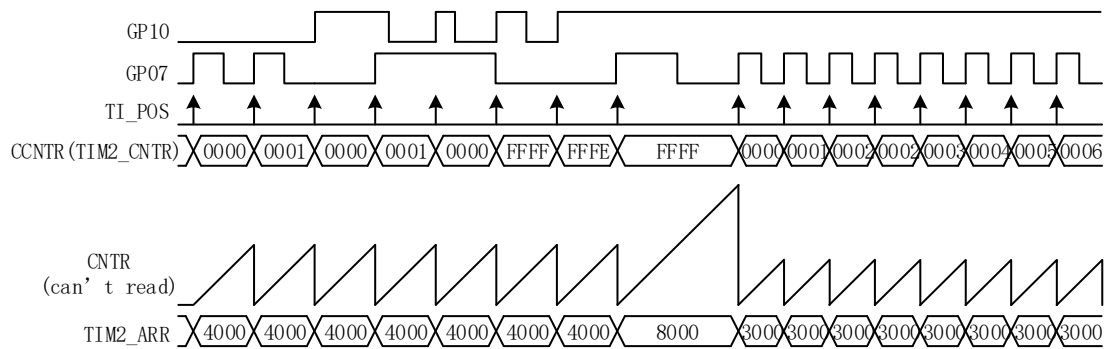 GP10
GP07
TI_POS
CCNTR(TIM2_CNTR) 0000 0001 0000 0001 0000 FFFF FFFE FFFF 0000 0001 0002 0002 0003 0004 0005 0006
CNTR
(can't read)
TIM2_ARR 4000 4000 4000 4000 4000 4000 4000 8000 3000 3000 3000 3000 3000 3000 3000 3000